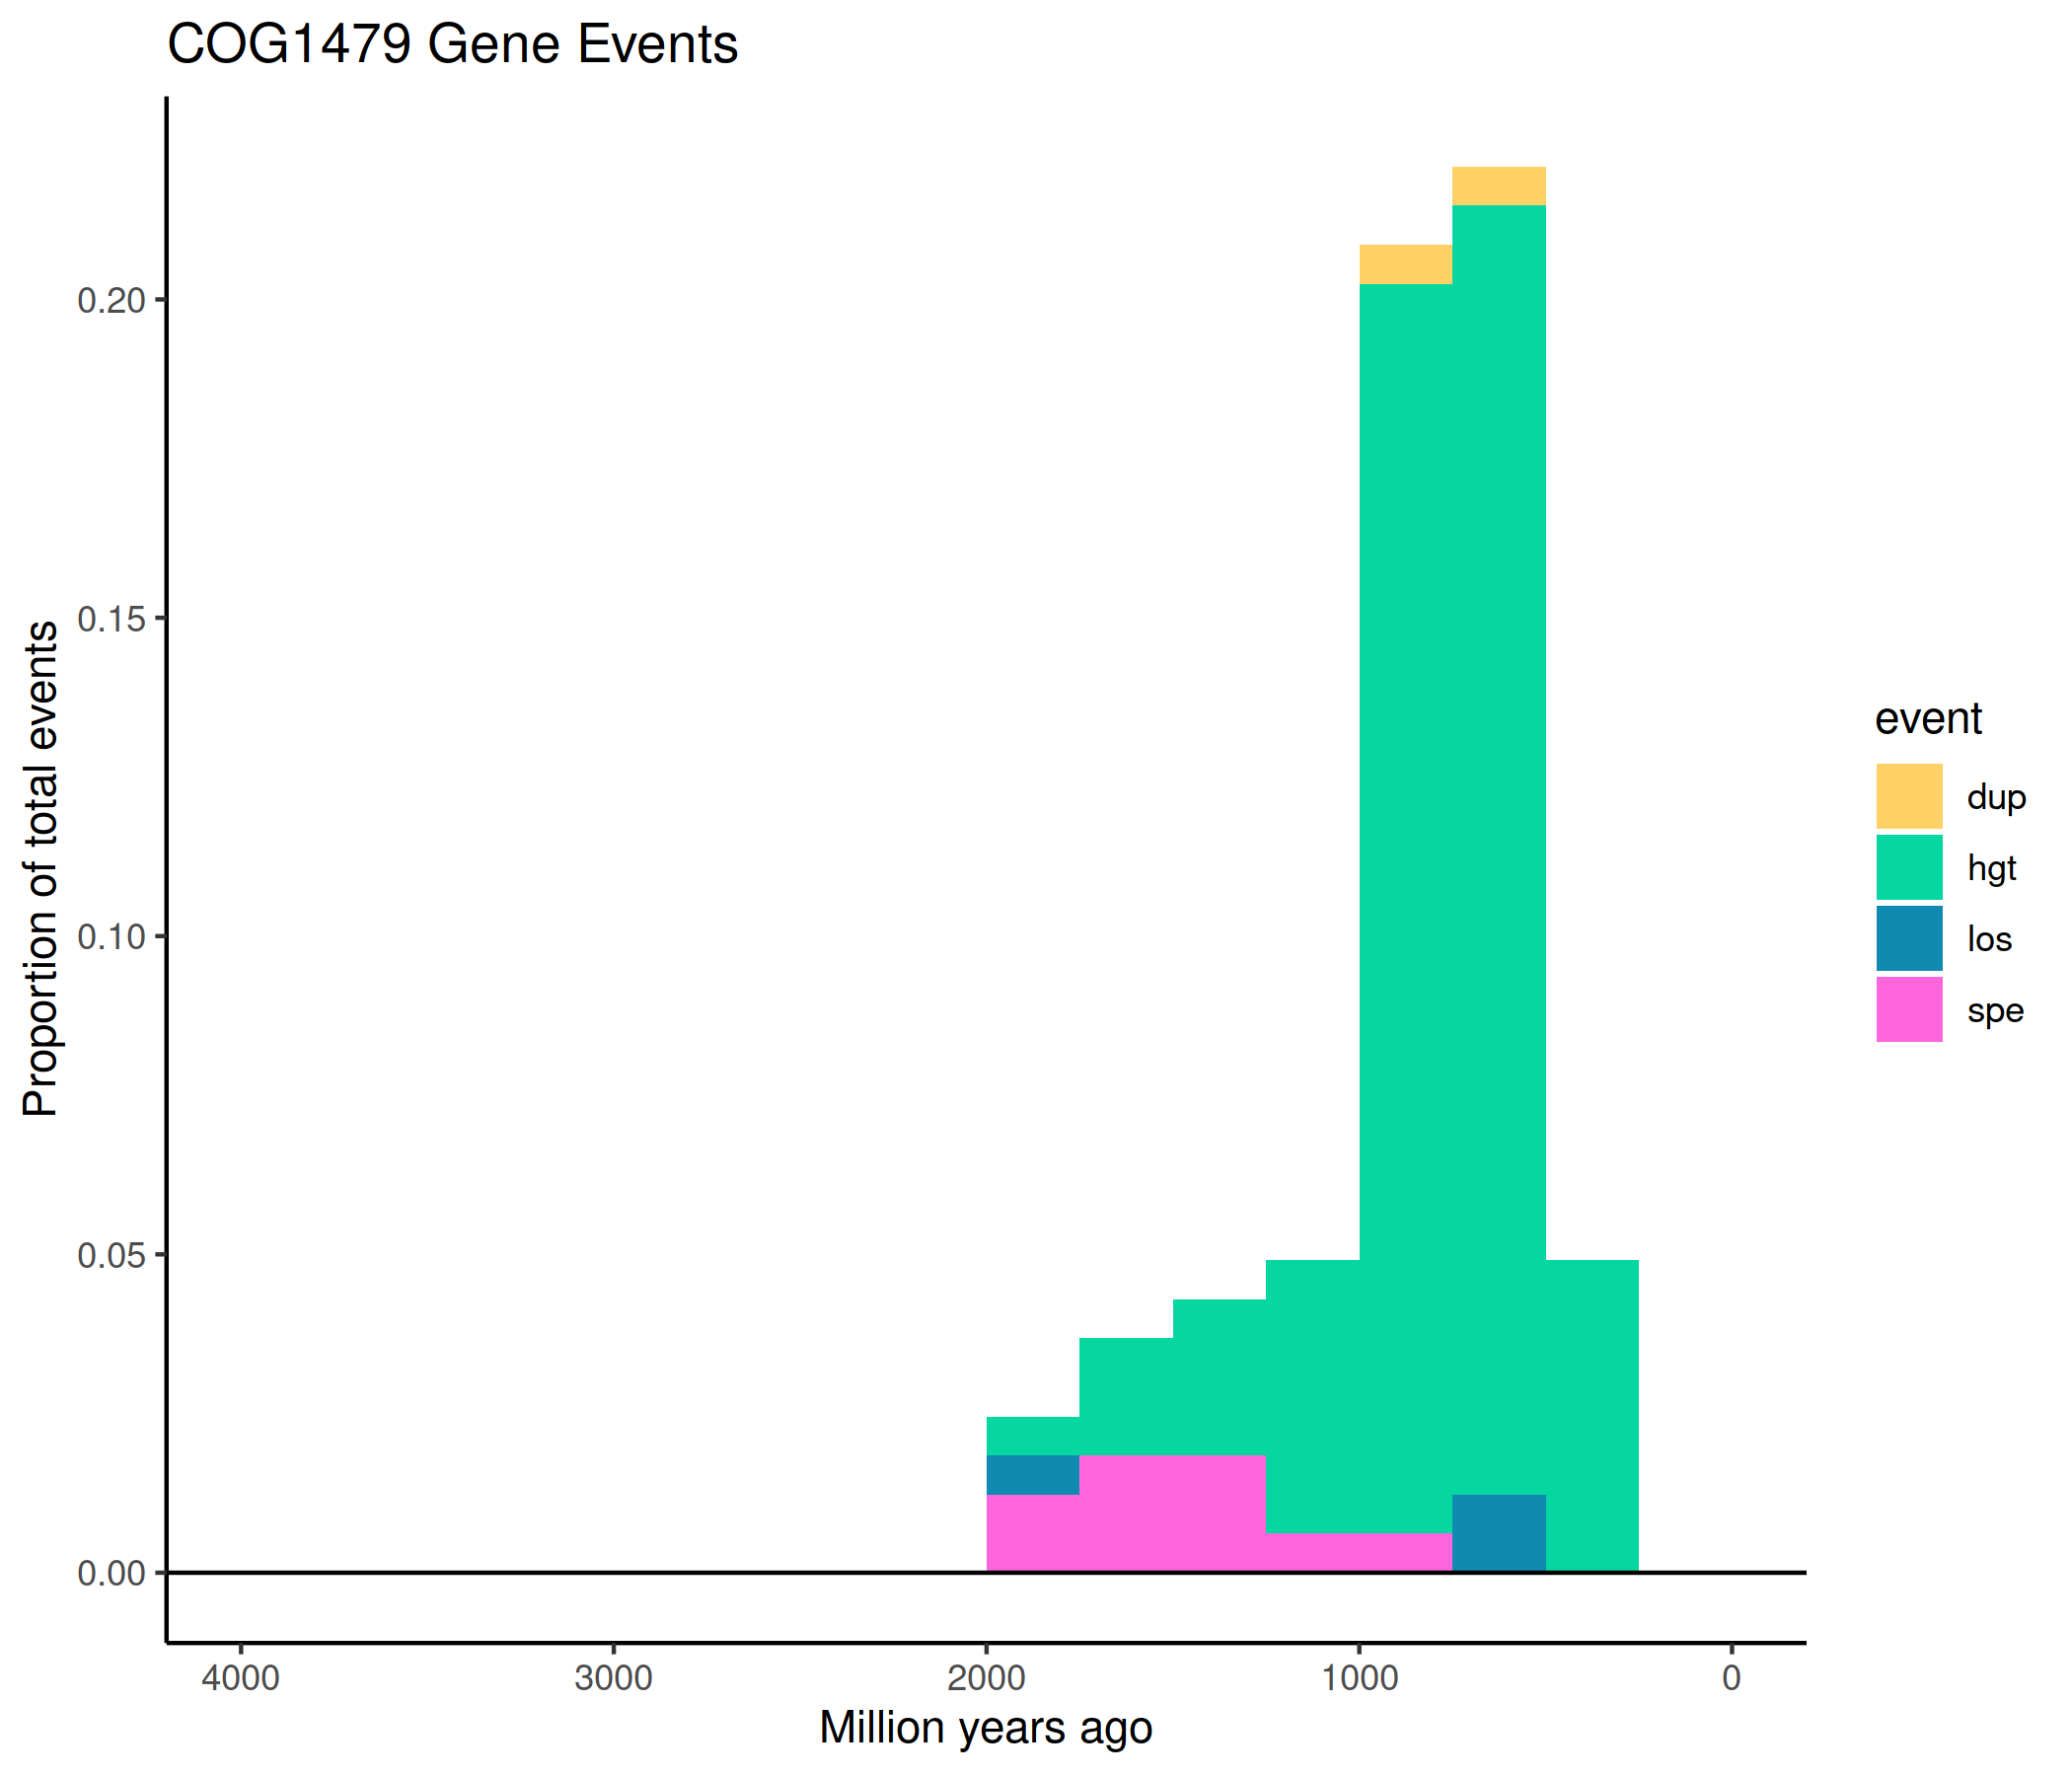 COG1479 Gene Events
Proportion of total events
0.20
0.15
0.10
0.05
0.00
4000 3000 2000 1000 0
Million years ago
event
dup
hgt
los
spe